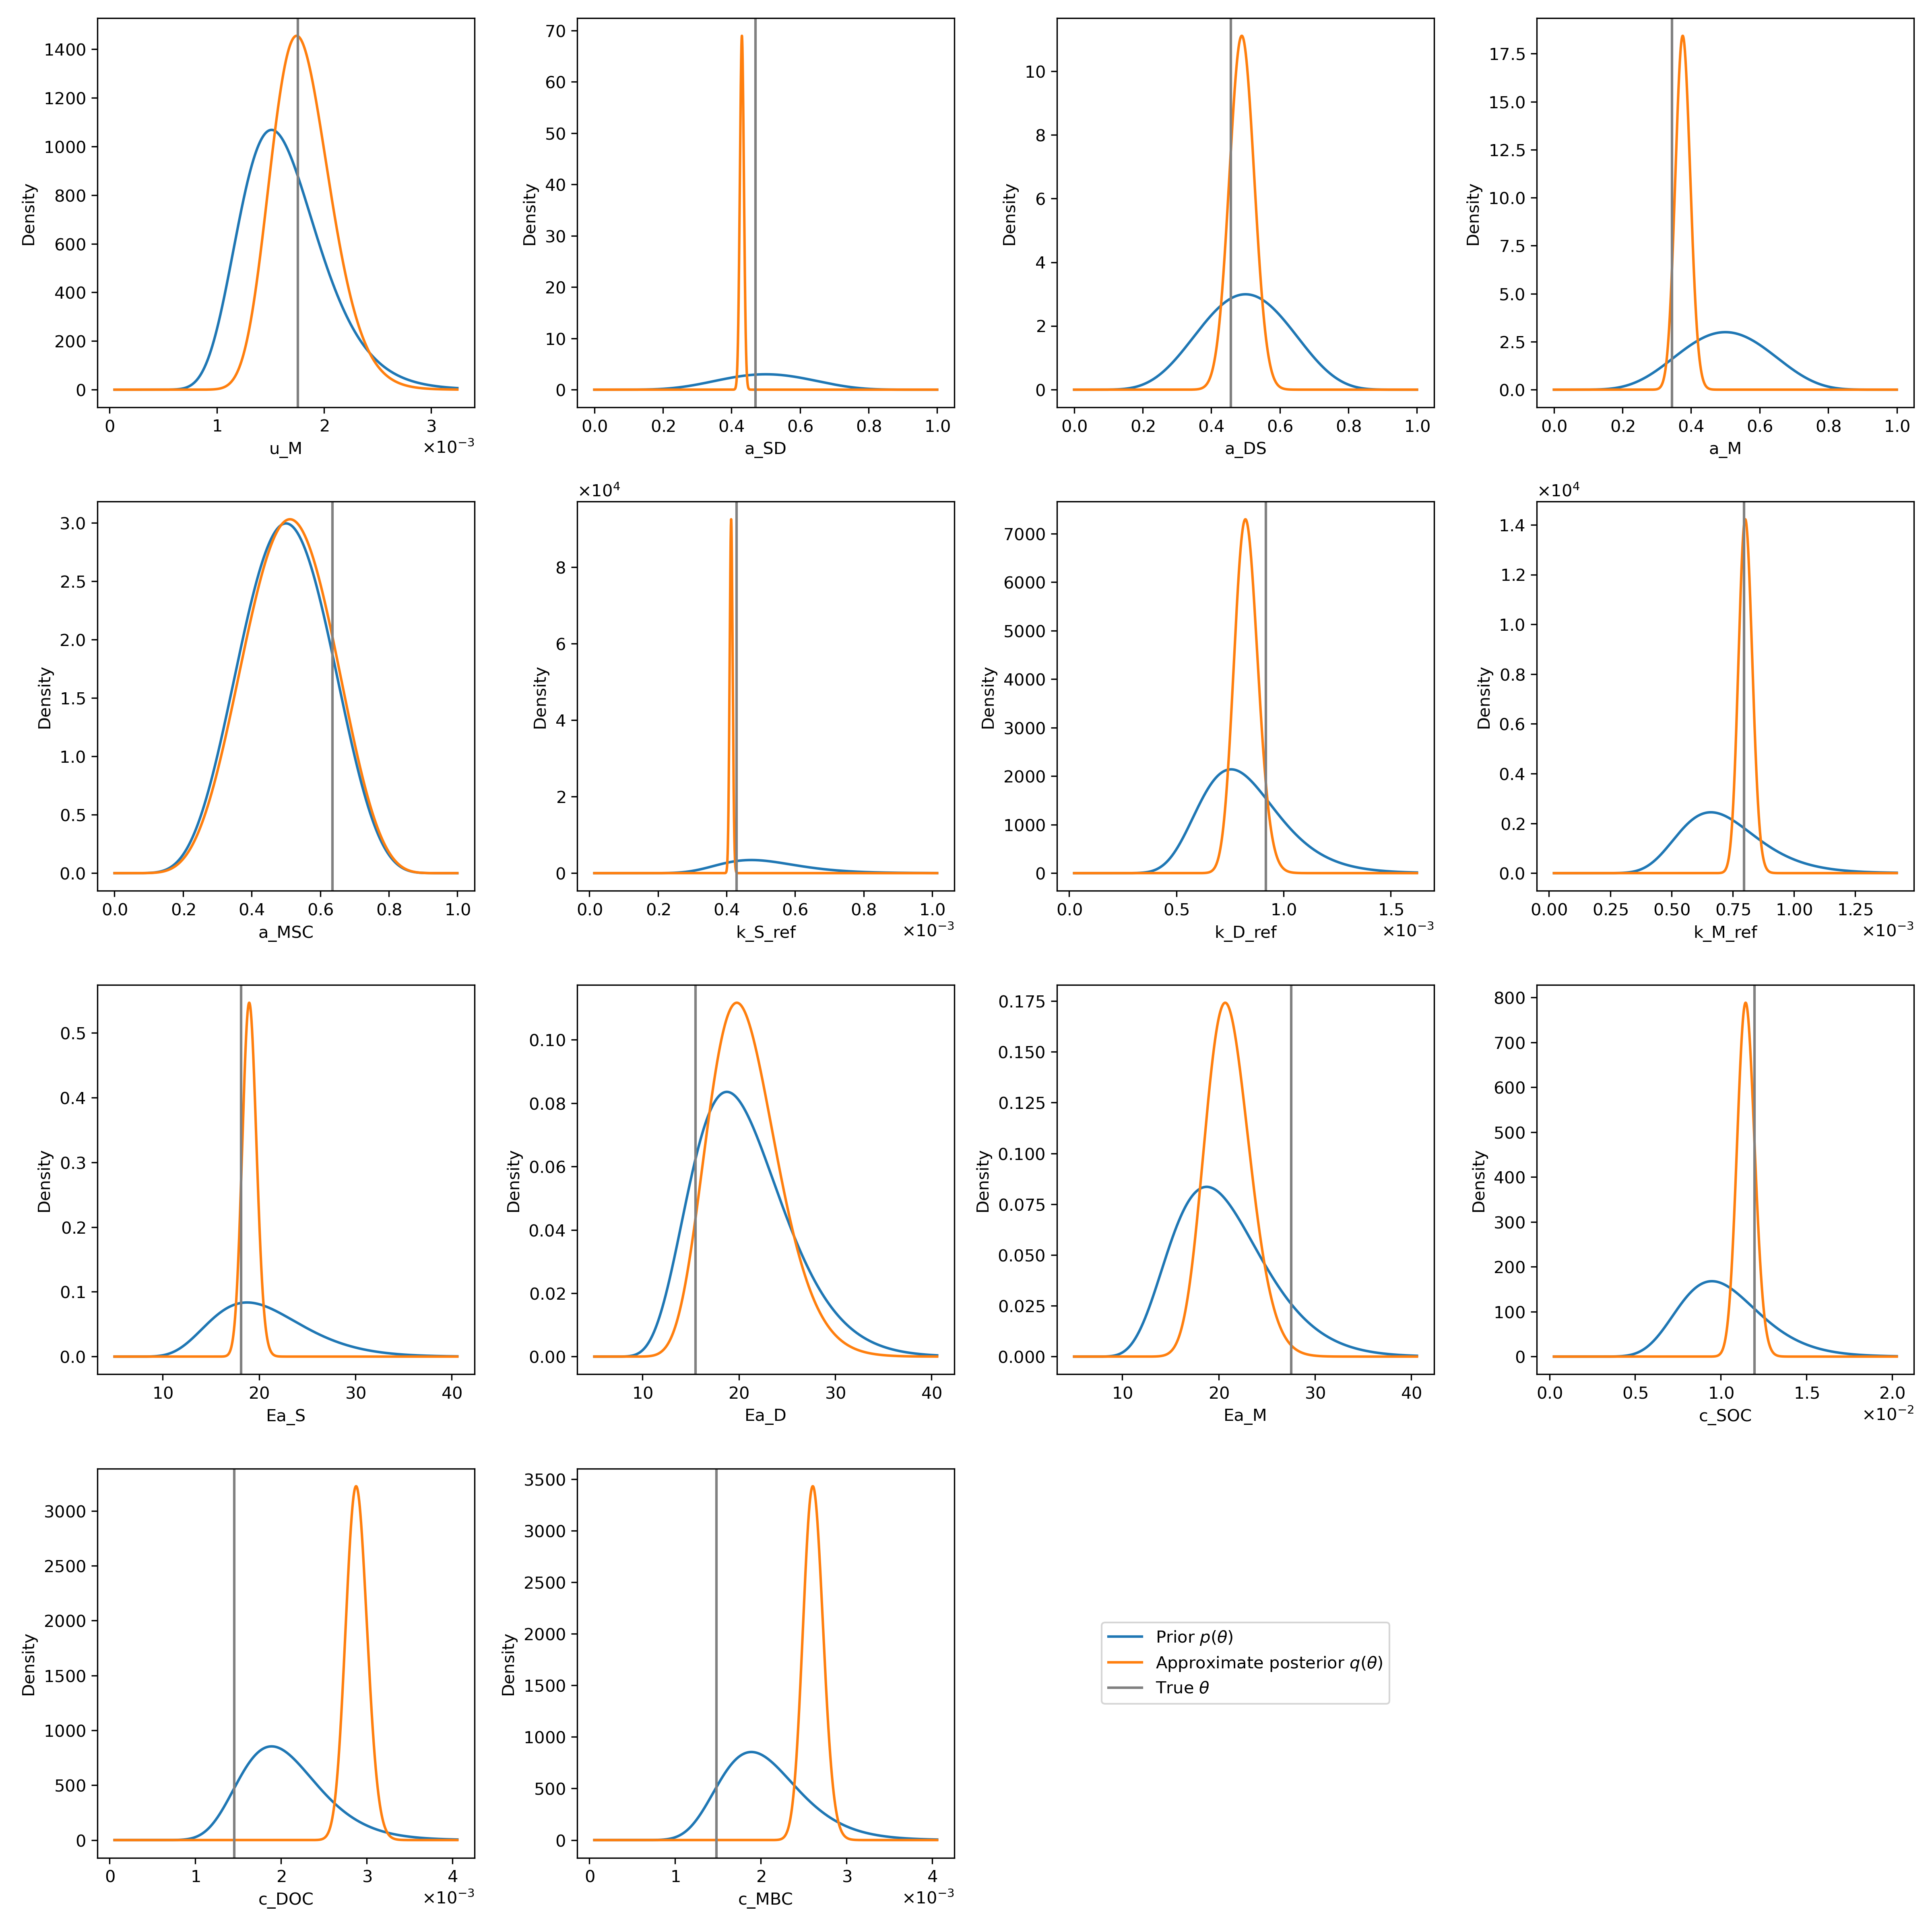 1400
1200
1000
800
600
400
200
0
Density
0 1 2 3
u_M ×10⁻³
70
60
50
40
30
20
10
0
Density
0.0 0.2 0.4 0.6 0.8 1.0
a_SD
10
8
6
4
2
0
Density
0.0 0.2 0.4 0.6 0.8 1.0
a_DS
17.5
15.0
12.5
10.0
7.5
5.0
2.5
0.0
Density
0.0 0.2 0.4 0.6 0.8 1.0
a_M
3.0
2.5
2.0
1.5
1.0
0.5
0.0
Density
0.0 0.2 0.4 0.6 0.8 1.0
a_MSC
×10⁴
8
6
4
2
0
Density
0.0 0.2 0.4 0.6 0.8 1.0
k_S_ref ×10⁻³
7000
6000
5000
4000
3000
2000
1000
0
Density
0.0 0.5 1.0 1.5
k_D_ref ×10⁻³
×10⁴
1.4
1.2
1.0
0.8
0.6
0.4
0.2
0.0
Density
0.00 0.25 0.50 0.75 1.00 1.25
k_M_ref ×10⁻³
0.5
0.4
0.3
0.2
0.1
0.0
Density
10 20 30 40
Ea_S
0.10
0.08
0.06
0.04
0.02
0.00
Density
10 20 30 40
Ea_D
0.175
0.150
0.125
0.100
0.075
0.050
0.025
0.000
Density
10 20 30 40
Ea_M
800
700
600
500
400
300
200
100
0
Density
0.0 0.5 1.0 1.5 2.0
c_SOC ×10⁻²
3000
2500
2000
1500
1000
500
0
Density
0 1 2 3 4
c_DOC ×10⁻³
3500
3000
2500
2000
1500
1000
500
0
Density
0 1 2 3 4
c_MBC ×10⁻³
Prior p(θ)
Approximate posterior q(θ)
True θ